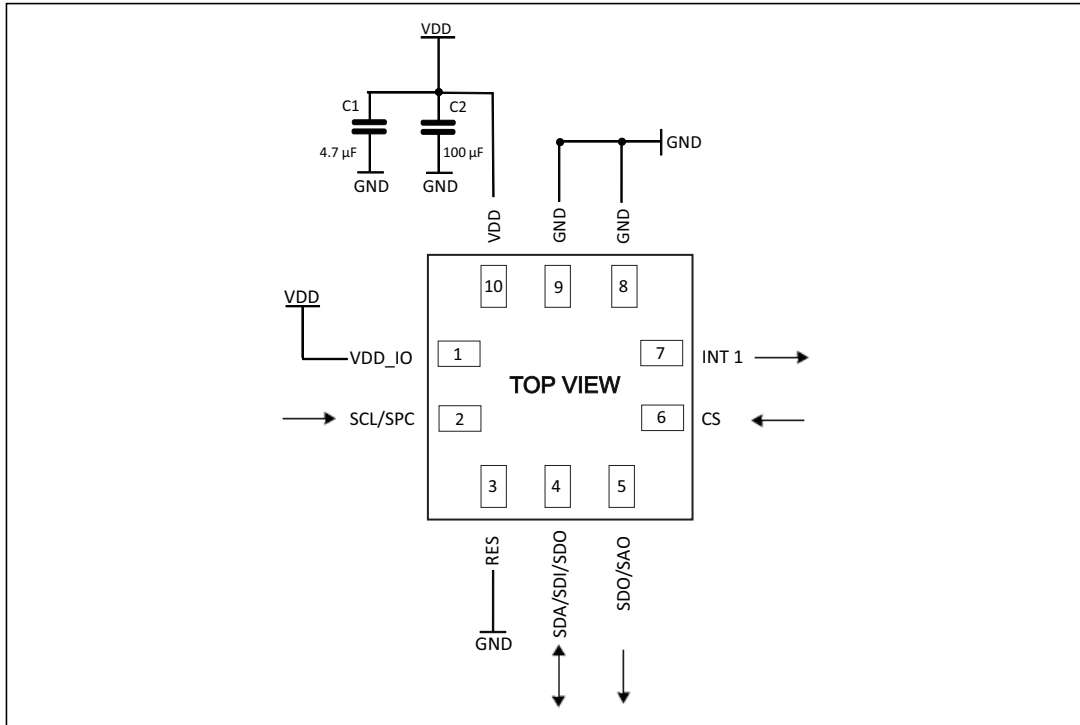 VDD
C1
C2
4.7 µF
100 µF
GND
GND
GND
VDD
GND
GND
10
9
8
VDD
VDD_IO
1
7
INT 1
TOP VIEW
SCL/SPC
2
6
CS
3
4
5
RES
SDA/SDI/SDO
SDO/SAO
GND